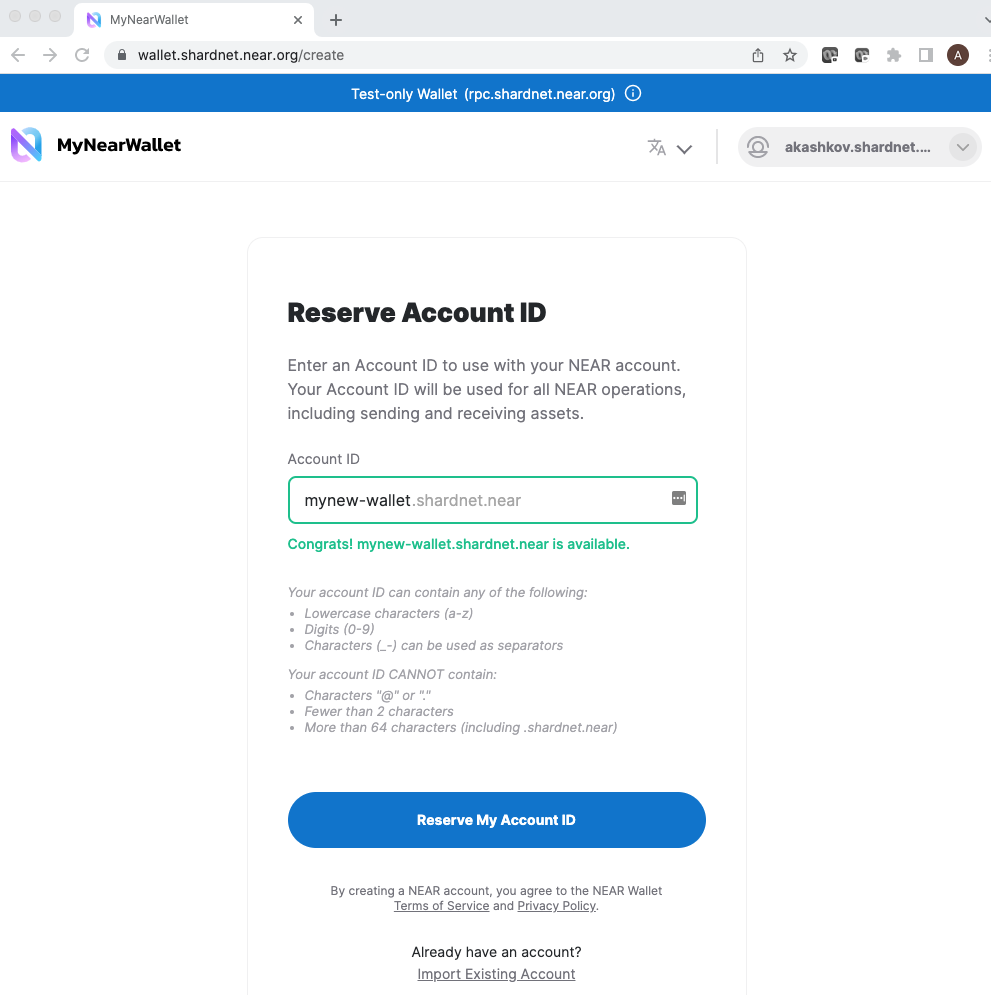 MyNearWallet
wallet.shardnet.near.org/create
A
Test-only Wallet (rpc.shardnet.near.org)
MyNearWallet
akashkov.shardnet....
Reserve Account ID
Enter an Account ID to use with your NEAR account.
Your Account ID will be used for all NEAR operations,
including sending and receiving assets.
Account ID
mynew-wallet.shardnet.near
Congrats! mynew-wallet.shardnet.near is available.
Your account ID can contain any of the following:
• Lowercase characters (a-z)
• Digits (0-9)
• Characters (_-) can be used as separators
Your account ID CANNOT contain:
• Characters "@" or "."
• Fewer than 2 characters
• More than 64 characters (including .shardnet.near)
Reserve My Account ID
By creating a NEAR account, you agree to the NEAR Wallet
Terms of Service and Privacy Policy.
Already have an account?
Import Existing Account